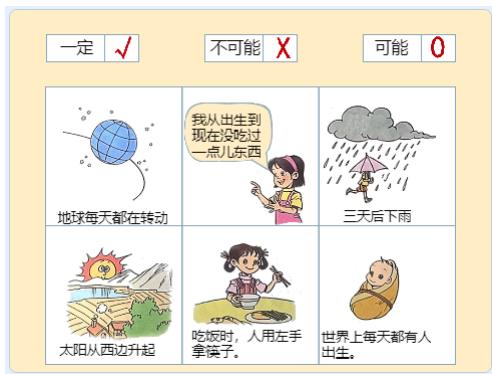 一定 √
不可能 X
可能 0
我从出生到
现在没吃过
一点儿东西
地球每天都在转动
三天后下雨
太阳从西边升起
吃饭时，人用左手
拿筷子。
世界上每天都有人
出生。